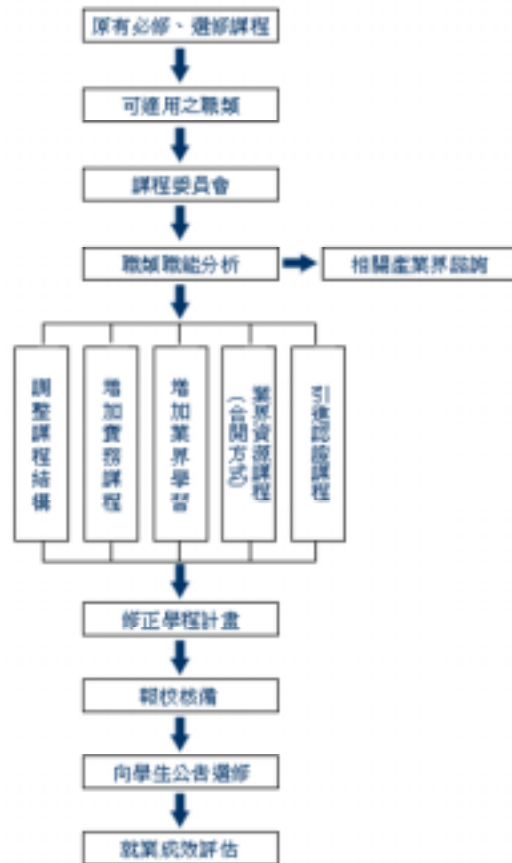 原有必修、選修課程
可適用之職類
課程委員會
職類職能分析
相關產業界諮詢
調整課程結構
增加實務課程
增加業界學習
業界資源課程
(合開方式)
引進認證課程
修正學程計畫
報校核備
向學生公告選修
就業成效評估